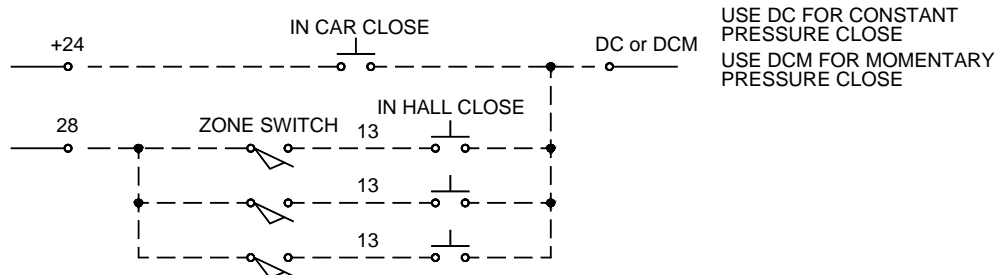 USE DC FOR CONSTANT
PRESSURE CLOSE
IN CAR CLOSE
+24
DC or DCM
USE DCM FOR MOMENTARY
PRESSURE CLOSE
IN HALL CLOSE
28
ZONE SWITCH
13
13
13